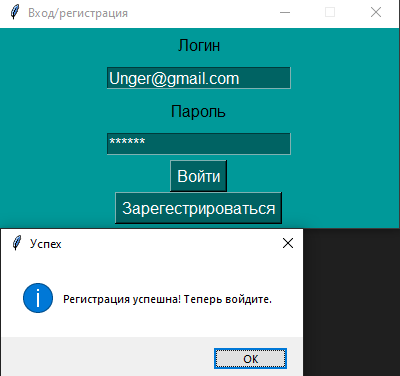 Вход/регистрация
Логин
Unger@gmail.com
Пароль
******
Войти
Зарегестрироваться
Успех
Регистрация успешна! Теперь войдите.
OK